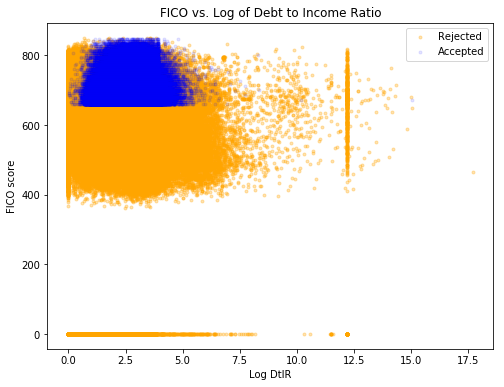 FICO vs. Log of Debt to Income Ratio
Rejected
Accepted
FICO score
800
600
400
200
0
0.0 2.5 5.0 7.5 10.0 12.5 15.0 17.5
Log DtIR